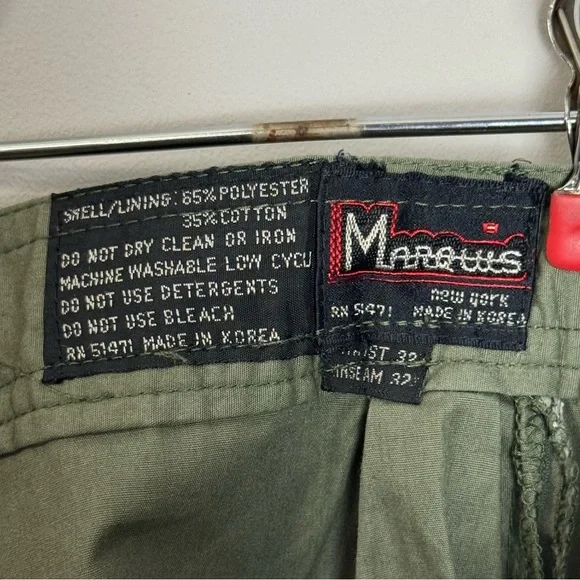 SHELL/LINING: 65% POLYESTER
35% COTTON
DO NOT DRY CLEAN OR IRON
MACHINE WASHABLE LOW CYCU
DO NOT USE DETERGENTS
DO NOT USE BLEACH
RN 51471 MADE IN KOREA
MARQUIS
new york
RN 51471 MADE IN KOREA
WAIST 32
INSEAM 32